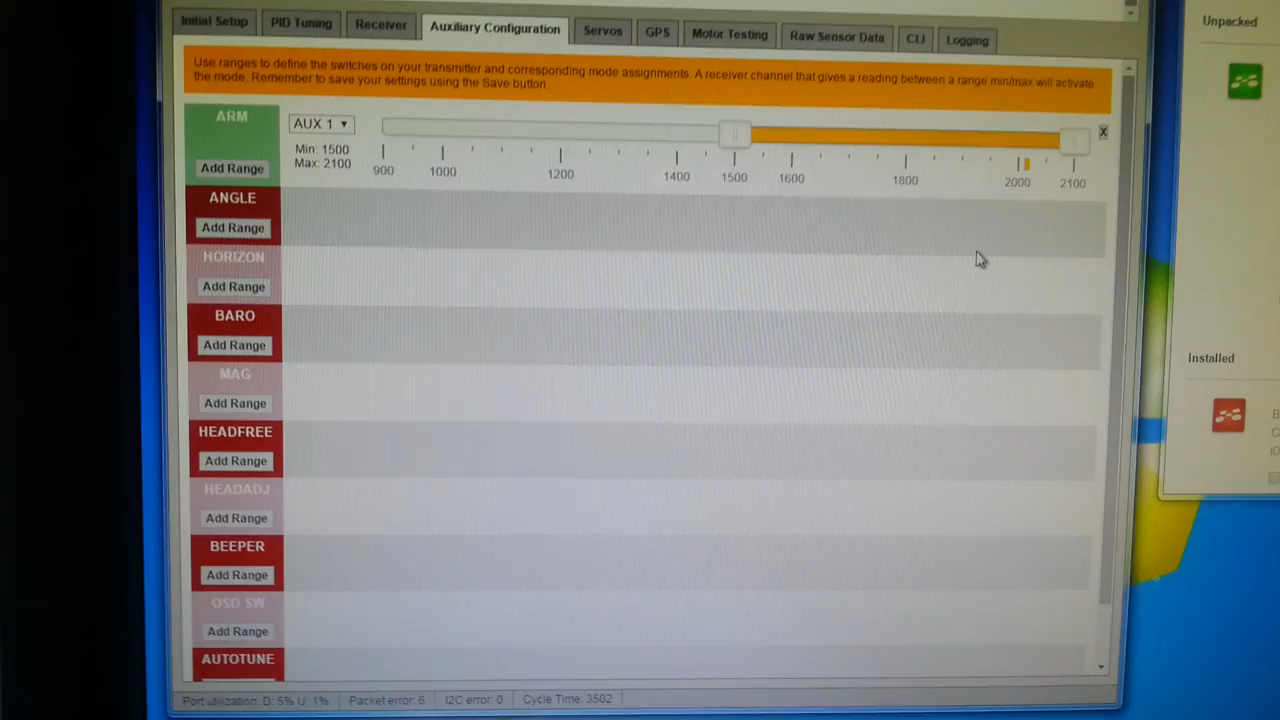 Initial Setup
PID Tuning
Receiver
Auxiliary Configuration
Servos
GPS
Motor Testing
Raw Sensor Data
CLI
Logging
Use ranges to define the switches on your transmitter and corresponding mode assignments. A receiver channel that gives a reading between a range min/max will activate
the mode. Remember to save your settings using the Save button.
ARM
Add Range
AUX 1
Min: 1500
Max: 2100
900
1000
1200
1400
1500
1600
1800
2000
2100
X
ANGLE
Add Range
HORIZON
Add Range
BARO
Add Range
MAG
Add Range
HEADFREE
Add Range
HEADADJ
Add Range
BEEPER
Add Range
OSD SW
Add Range
AUTOTUNE
Port utilization: D: 5% U: 1%
Packet error: 6
I2C error: 0
Cycle Time: 3502
Unpacked
Installed
B
C
ID